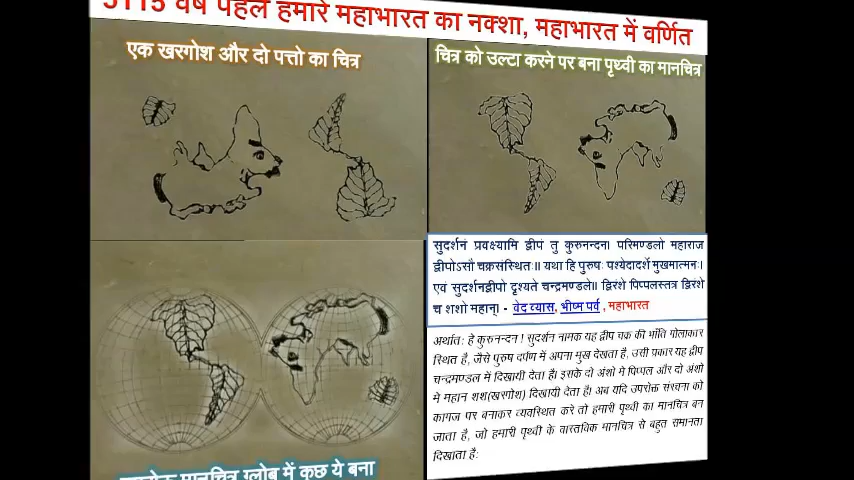 5115 वर्ष पहले हमारे महाभारत का नक्शा, महाभारत में वर्णित
एक खरगोश और दो पत्तो का चित्र
चित्र को उल्टा करने पर बना पृथ्वी का मानचित्र
सुदर्शनं प्रवक्ष्यामि द्वीपं तु कुरुनन्दन। परिमण्डलो महाराज
द्वीपोऽसौ चक्रसंस्थितः॥ यथा हि पुरुषः पश्येदादर्शे मुखमात्मनः।
एवं सुदर्शनद्वीपो दृश्यते चन्द्रमण्डले॥ द्विरंशे पिप्पलस्तत्र द्विरंशे
च शशो महान्। - वेद व्यास, भीष्म पर्व , महाभारत
अर्थात: हे कुरुनन्दन ! सुदर्शन नामक यह द्वीप चक्र की भाँति गोलाकार
स्थित है, जैसे पुरुष दर्पण में अपना मुख देखता है, उसी प्रकार यह द्वीप
चन्द्रमण्डल में दिखायी देता है। इसके दो अंशो मे पिप्पल और दो अंशो
मे महान शश(खरगोश) दिखायी देता है। अब यदि उपरोक्त संरचना को
कागज पर बनाकर व्यवस्थित करे तो हमारी पृथ्वी का मानचित्र बन
जाता है, जो हमारी पृथ्वी के वास्तविक मानचित्र से बहुत समानता
दिखाता है:
मानचित्र ग्लोब में कुछ ये बना